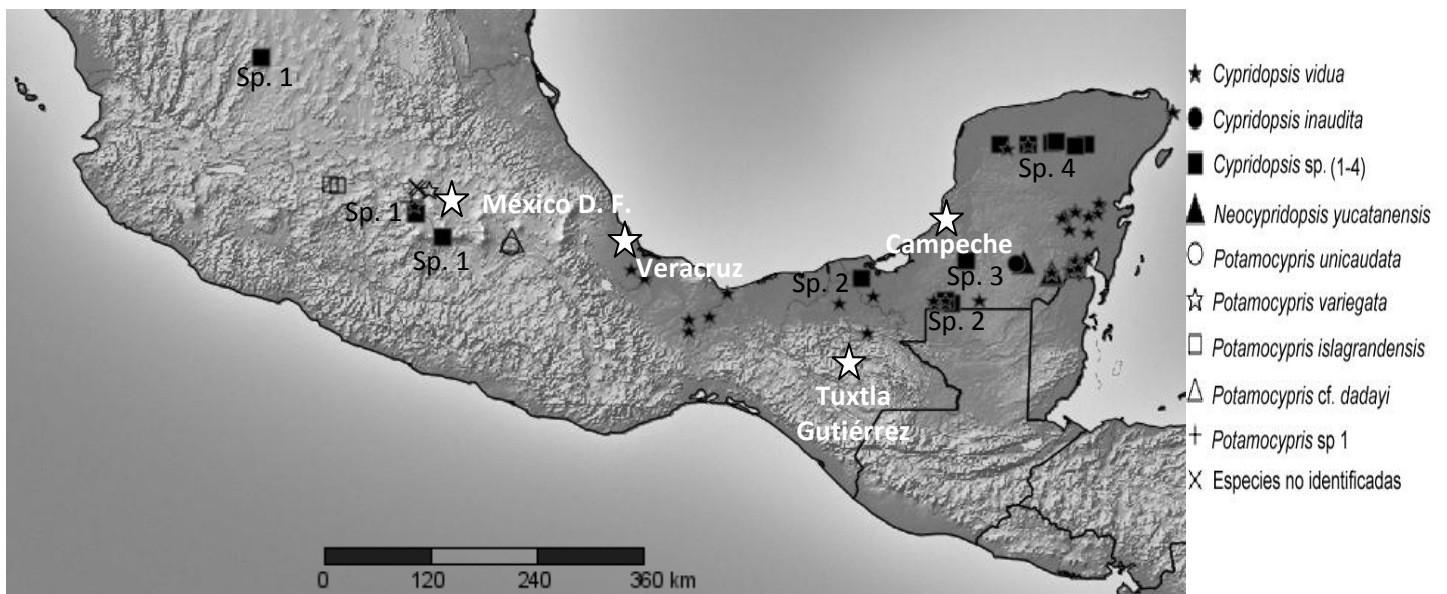 Sp. 1
Sp. 1
México D. F.
Sp. 1
Veracruz
Sp. 4
Campeche
Sp. 2
Sp. 3
Sp. 2
Tuxtla
Gutiérrez
0 120 240 360 km
Cypridopsis vidua
Cypridopsis inaudita
Cypridopsis sp. (1-4)
Neocypridopsis yucatanensis
Potamocypris unicaudata
Potamocypris variegata
Potamocypris islagrandensis
Potamocypris cf. dadayi
Potamocypris sp 1
Especies no identificadas